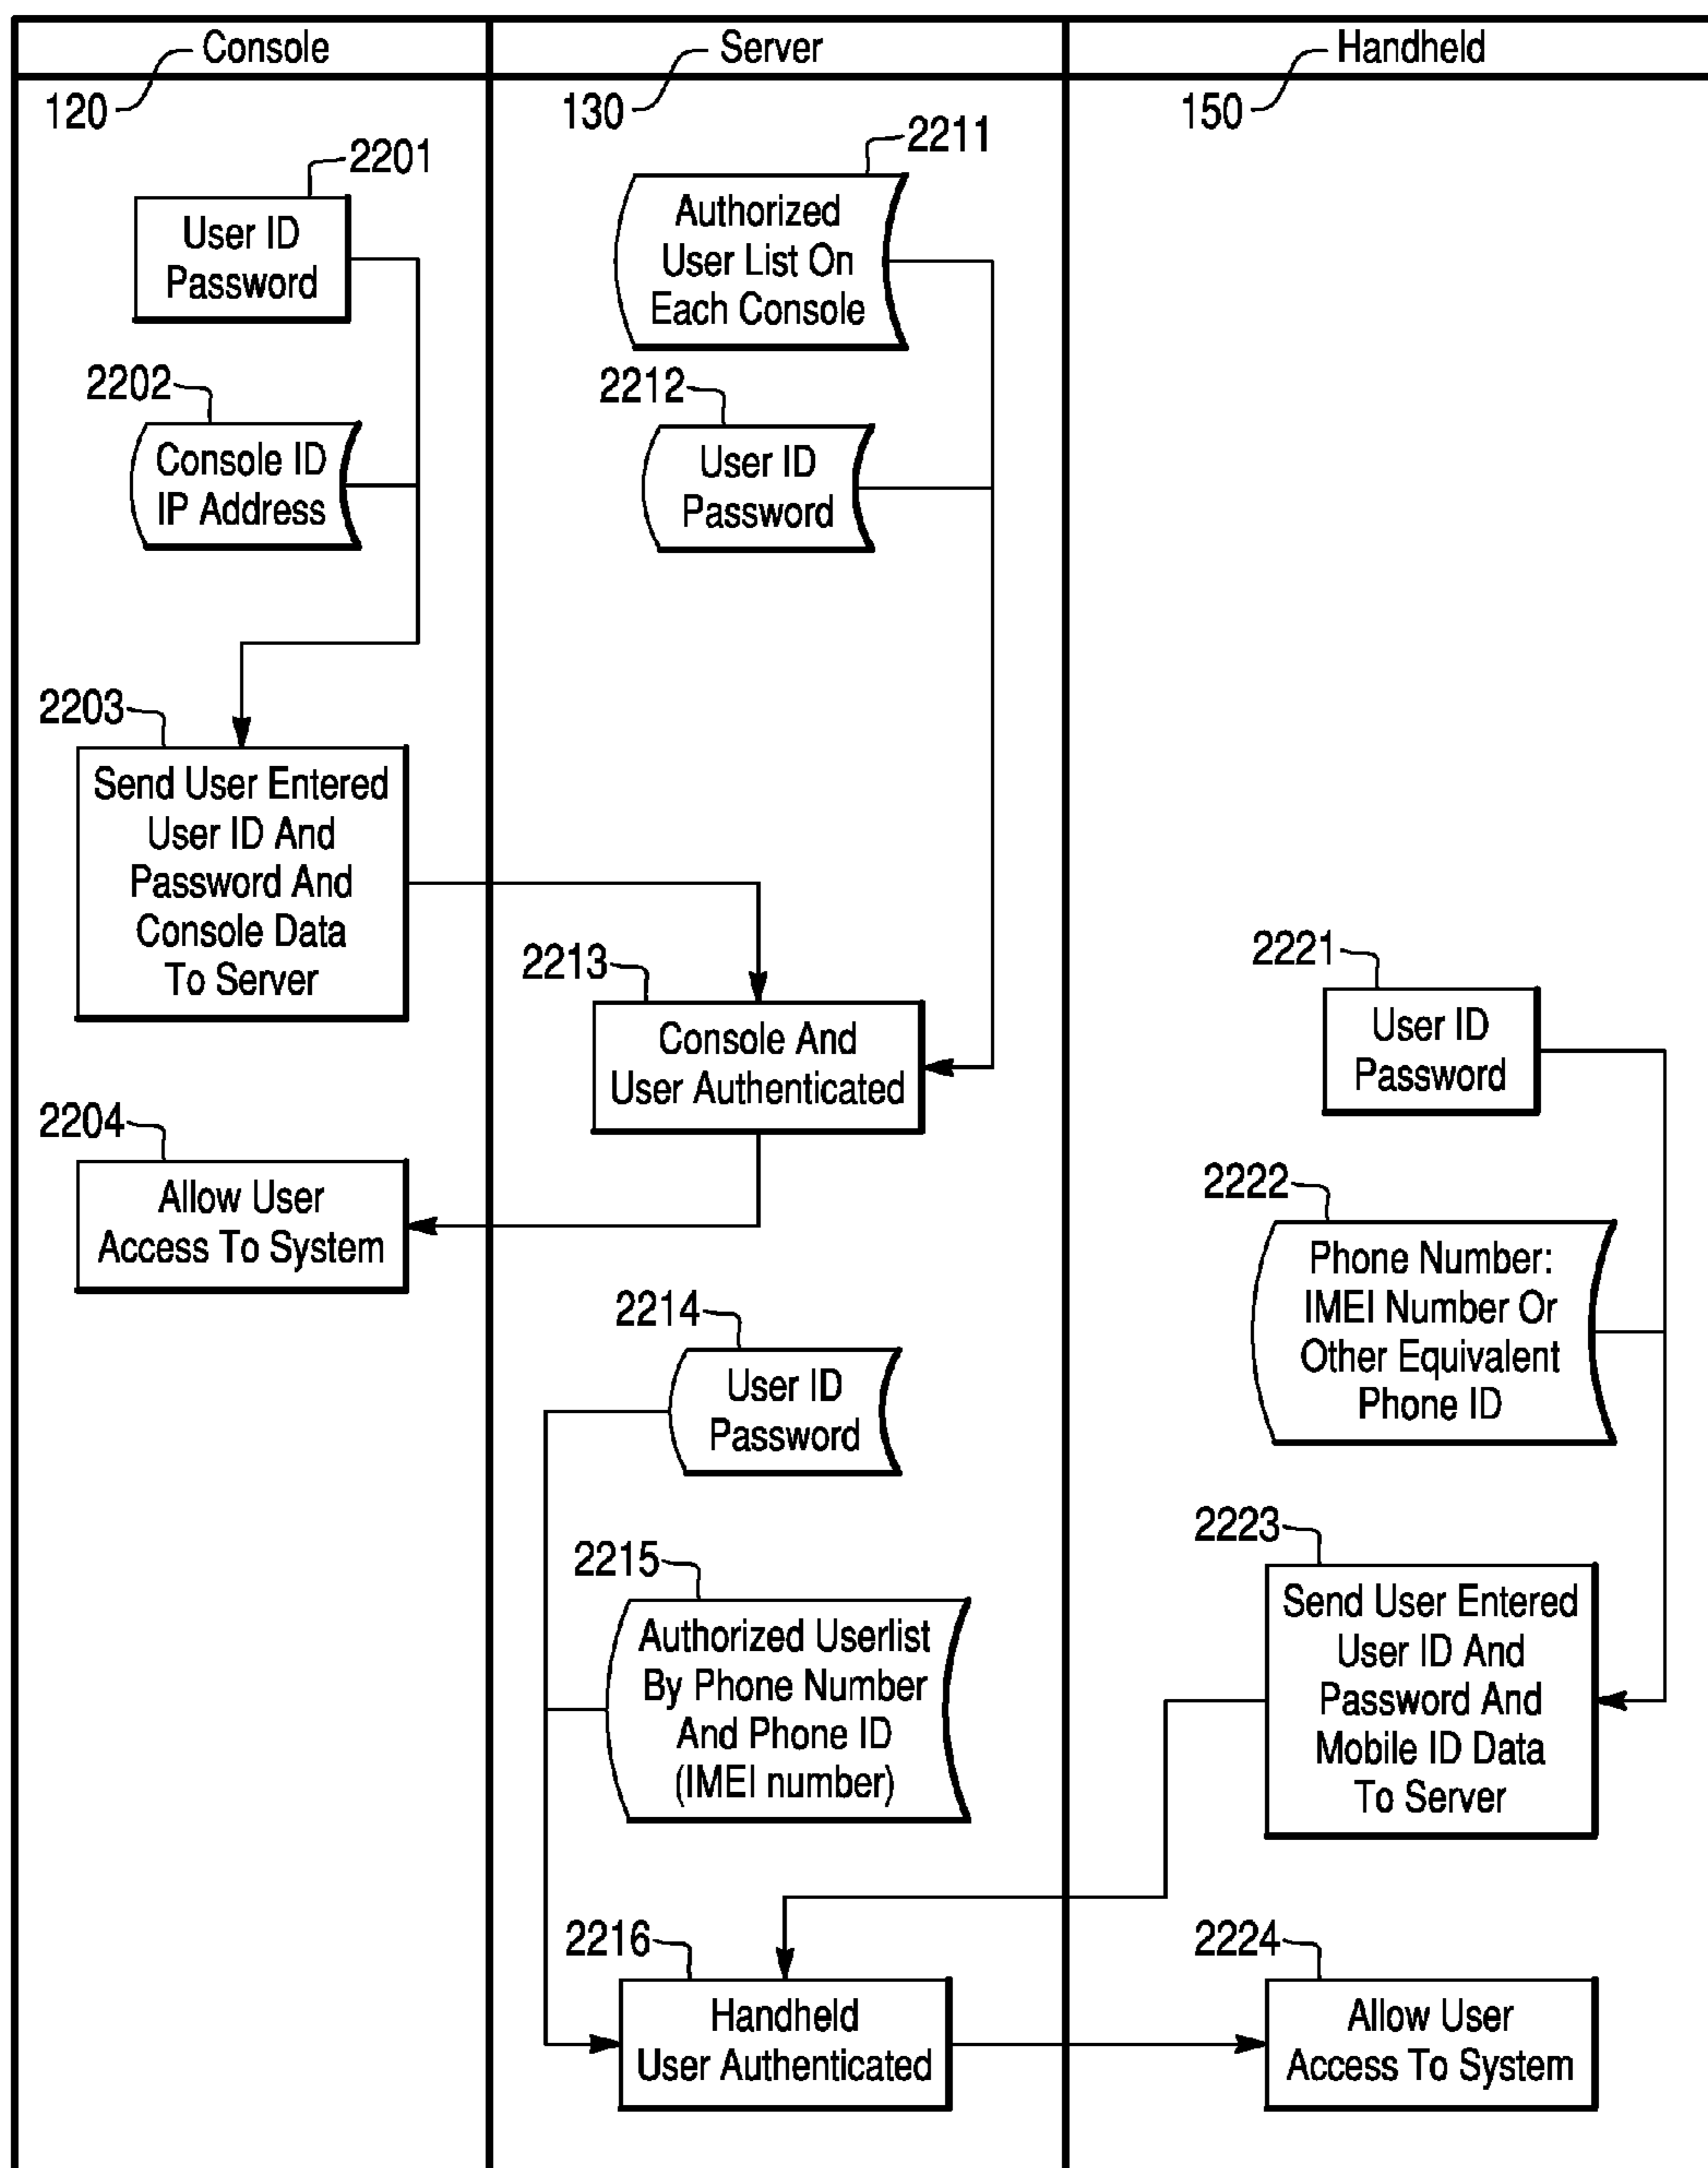 Console
Server
Handheld
120
130
150
2201
User ID
Password
2202
Console ID
IP Address
2203
Send User Entered
User ID And
Password And
Console Data
To Server
2204
Allow User
Access To System
2211
Authorized
User List On
Each Console
2212
User ID
Password
2213
Console And
User Authenticated
2214
User ID
Password
2215
Authorized Userlist
By Phone Number
And Phone ID
(IMEI number)
2216
Handheld
User Authenticated
2221
User ID
Password
2222
Phone Number:
IMEI Number Or
Other Equivalent
Phone ID
2223
Send User Entered
User ID And
Password And
Mobile ID Data
To Server
2224
Allow User
Access To System